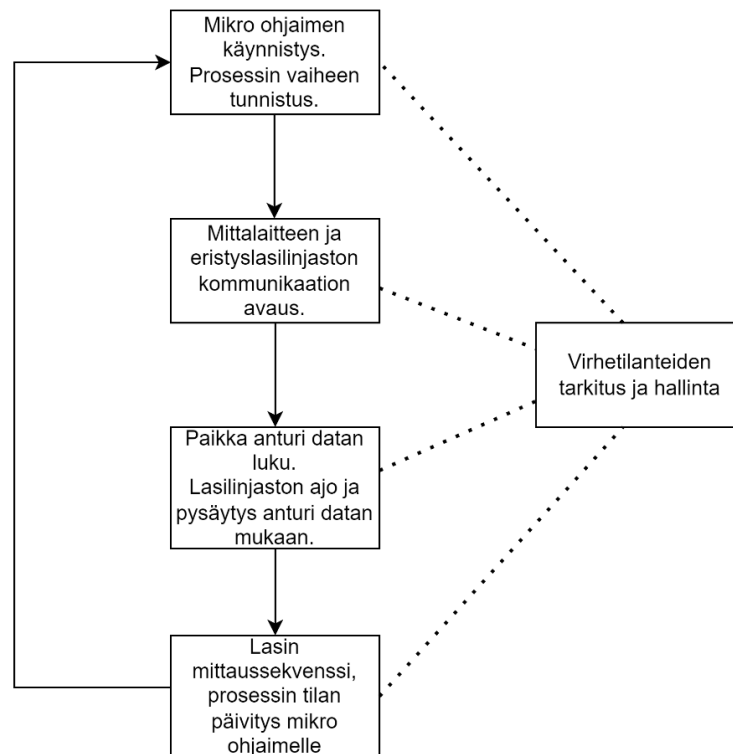 Mikro ohjaimen
käynnistys.
Prosessin vaiheen
tunnistus.
Mittalaitteen ja
eristyslasilinjaston
kommunikaation
avaus.
Virhetilanteiden
tarkitus ja hallinta
Paikka anturi datan
luku.
Lasilinjaston ajo ja
pysäytys anturi datan
mukaan.
Lasin
mittaussekvenssi,
prosessin tilan
päivitys mikro
ohjaimelle